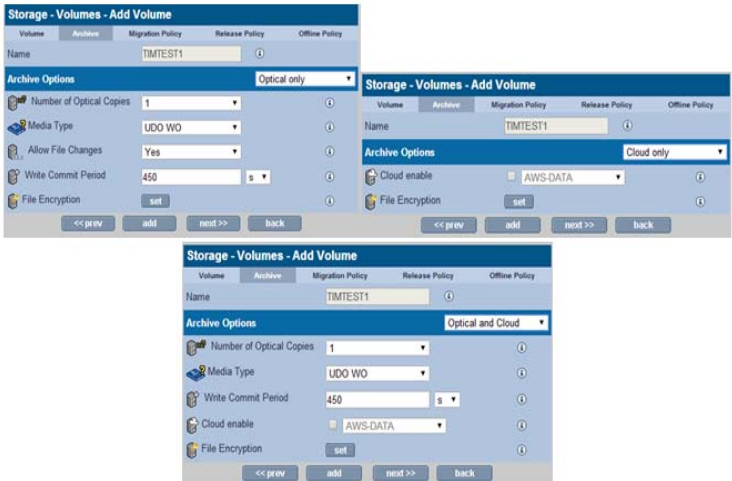 Storage - Volumes - Add Volume
Volume Archive Migration Policy Release Policy Offline Policy
Name TIMTEST1
Archive Options Optical only
Number of Optical Copies 1
Media Type UDO WO
Allow File Changes Yes
Write Commit Period 450 s
File Encryption set
<< prev add next >> back
Storage - Volumes - Add Volume
Volume Archive Migration Policy Release Policy Offline Policy
Name TIMTEST1
Archive Options Cloud only
Cloud enable AWS-DATA
File Encryption set
<< prev add next >> back
Storage - Volumes - Add Volume
Volume Archive Migration Policy Release Policy Offline Policy
Name TIMTEST1
Archive Options Optical and Cloud
Number of Optical Copies 1
Media Type UDO WO
Write Commit Period 450 s
Cloud enable AWS-DATA
File Encryption set
<< prev add next >> back